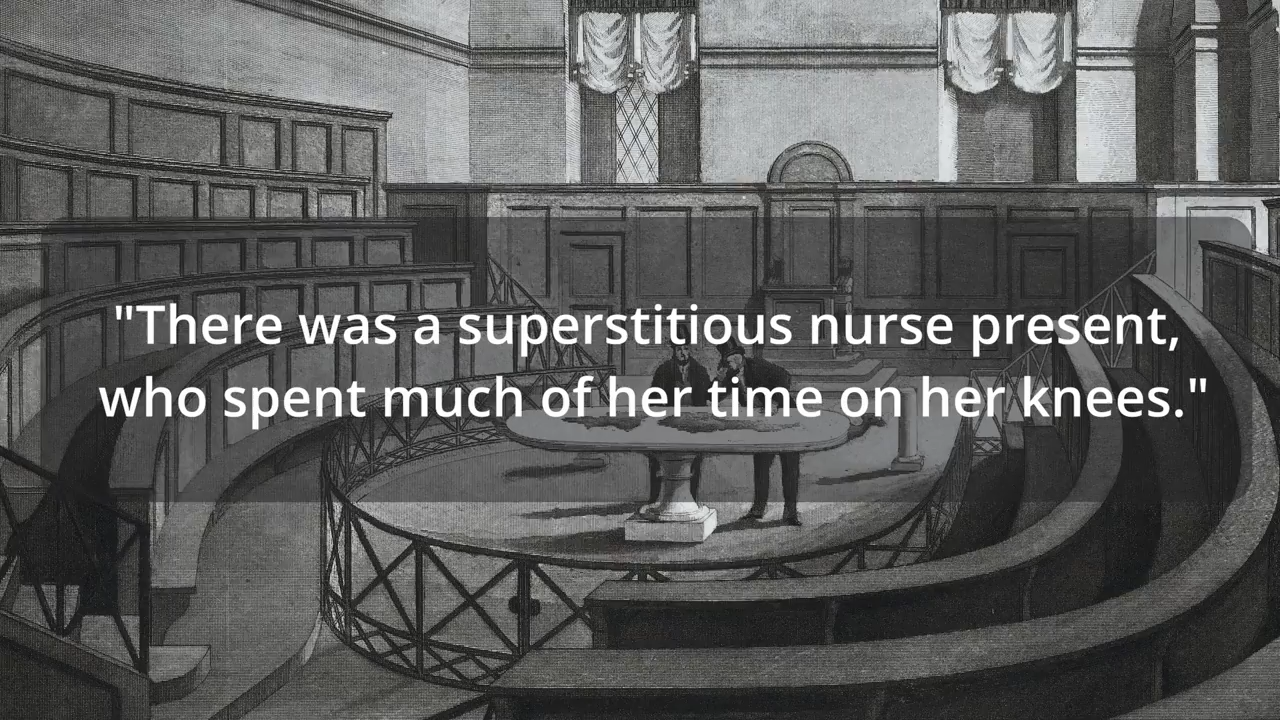 "There was a superstitious nurse present,
who spent much of her time on her knees."